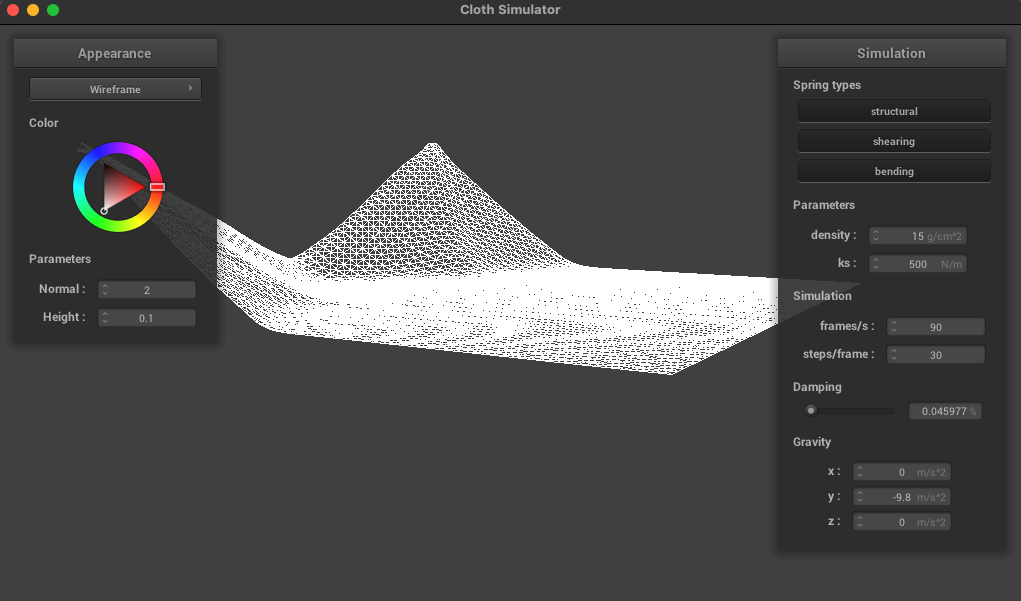 Cloth Simulator
Appearance
Wireframe ›
Color
Parameters
Normal : 2
Height : 0.1
Simulation
Spring types
structural
shearing
bending
Parameters
density : 15 g/cm^2
ks : 500 N/m
Simulation
frames/s : 90
steps/frame : 30
Damping
0.045977 %
Gravity
x : 0 m/s^2
y : -9.8 m/s^2
z : 0 m/s^2